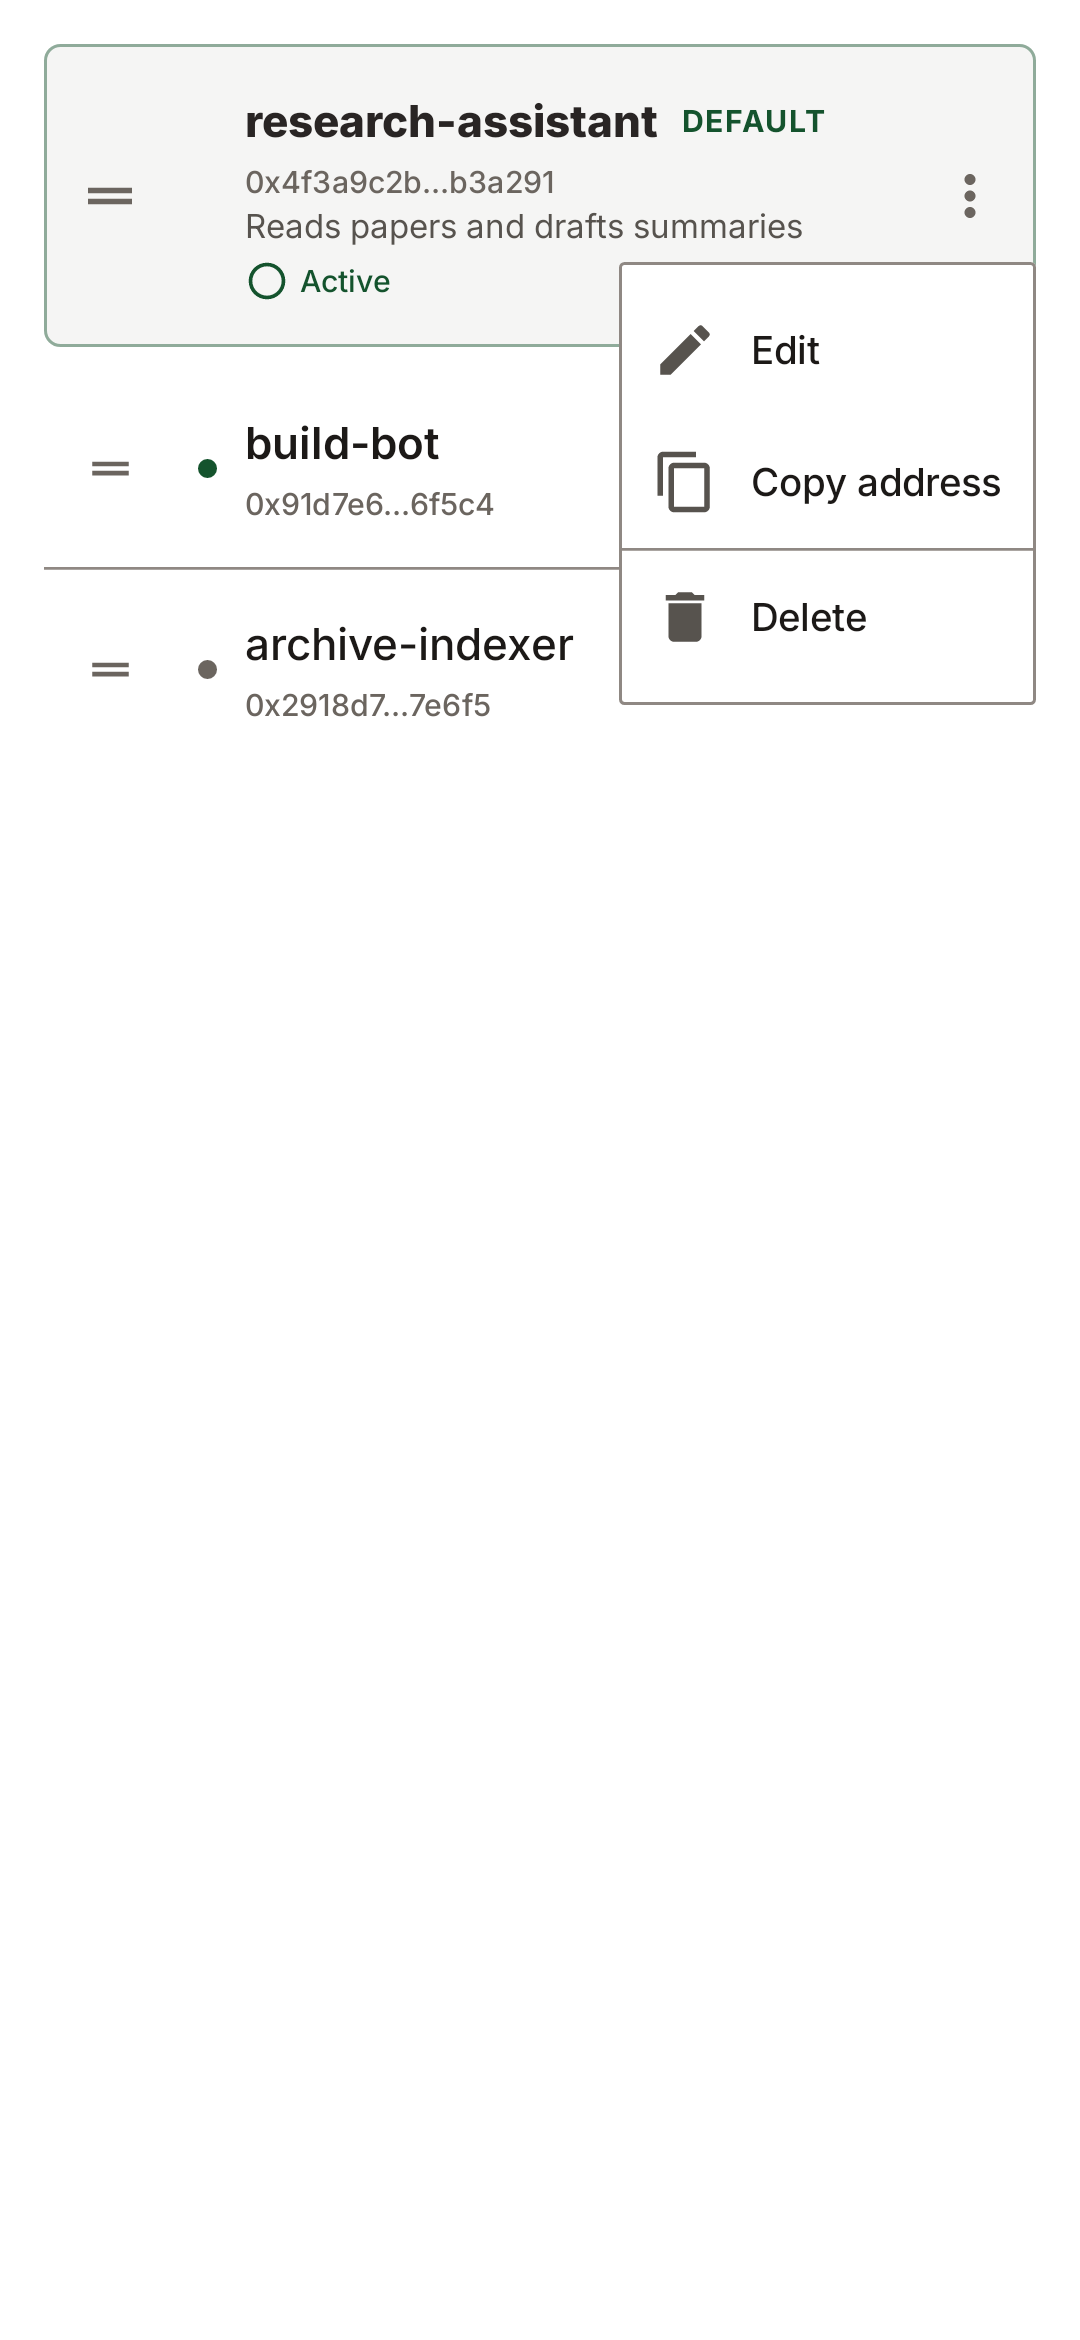 research-assistant DEFAULT
0x4f3a9c2b...b3a291
Reads papers and drafts summaries
Active
Edit
build-bot
Copy address
0x91d7e6...6f5c4
Delete
archive-indexer
0x2918d7...7e6f5